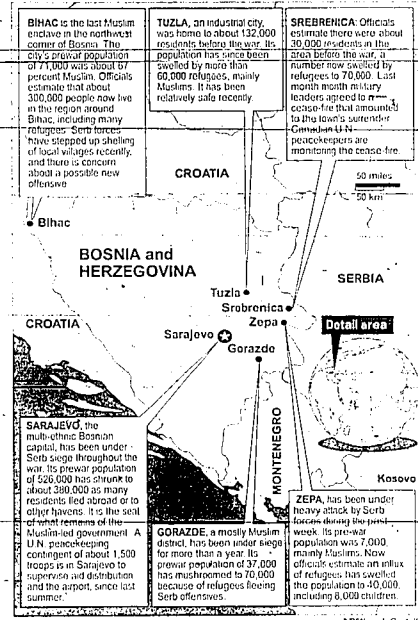 BIHAC is the last Muslim
enclave in the northwest
corner of Bosnia. The
city's prewar population
of 71,000 was about 67
percent Muslim. Officials
estimate that about
300,000 people now live
in the region around
Bihac, including many
refugees. Serb forces
have stepped up shelling
of local villages recently,
and there is concern
about a possible new
offensive
TUZLA, an industrial city,
was home to about 132,000
residents before the war. Its
population has since been
swelled by more than
60,000 refugees, mainly
Muslims. It has been
relatively safe recently.
SREBRENICA: Officials
estimate there were about
30,000 residents in the
area before the war, a
number now swelled by
refugees to 70,000. Last
month month military
leaders agreed to
cease-fire that amounted
to the town's surrender
Canadian U.N.
peacekeepers are
monitoring the cease-fire.
CROATIA
50 miles
50 km
Bihac
BOSNIA and
HERZEGOVINA
SERBIA
Tuzla
Srebrenica
Zepa
CROATIA
Sarajevo
Gorazde
Detail area
MONTENEGRO
Kosovo
SARAJEVO, the
multi-ethnic Bosnian
capital, has been under
Serb siege throughout the
war. Its prewar population
of 526,000 has shrunk to
about 380,000 as many
residents fled abroad or to
other havens. It is the seat
of what remains of the
Muslim-led government. A
U.N. peacekeeping
contingent of about 1,500
troops is in Sarajevo to
supervise aid distribution
and the airport, since last
summer.
GORAZDE, a mostly Muslim
district, has been under siege
for more than a year. Its
prewar population of 37,000
has mushroomed to 70,000
because of refugees fleeing
Serb offensives.
ZEPA, has been under
heavy attack by Serb
forces during the past
week. Its pre-war
population was 7,000,
mainly Muslims. Now
officials estimate an influx
of refugees has swelled
the population to 40,000,
including 8,000 children.